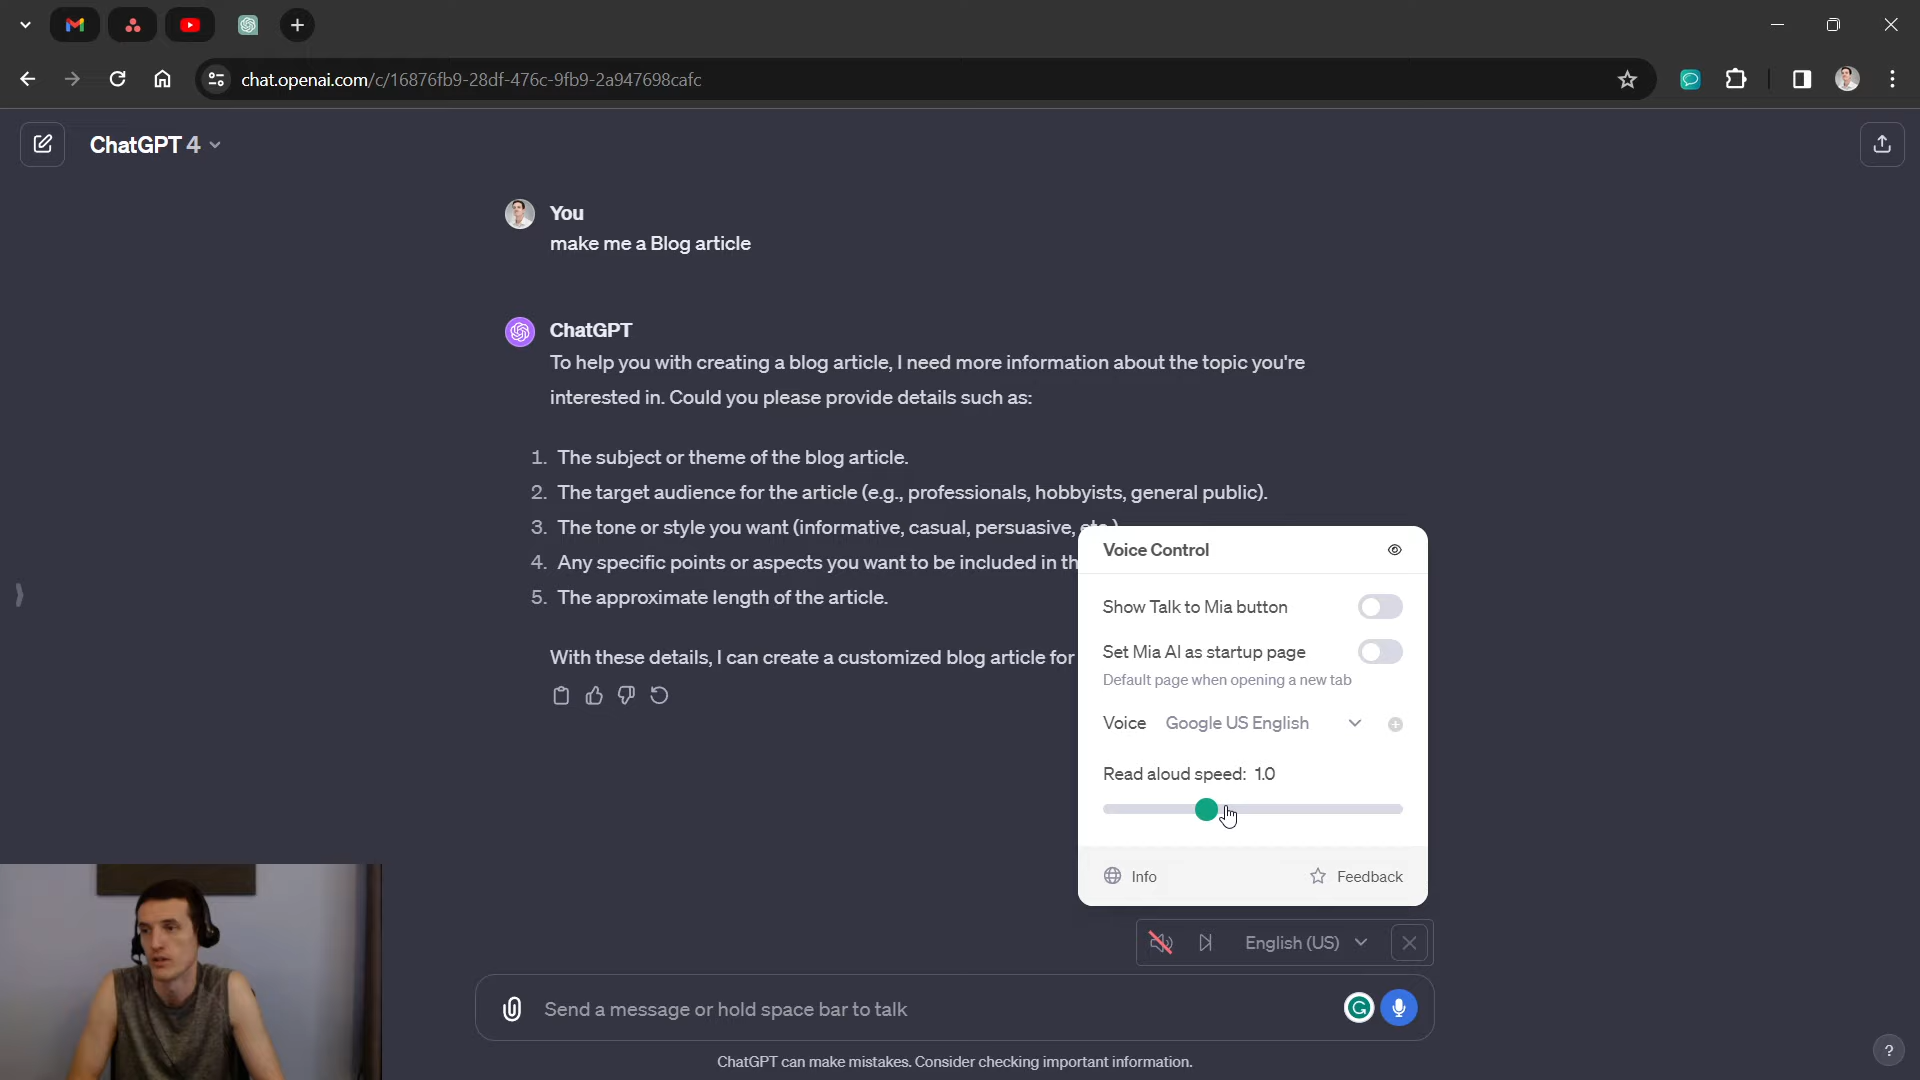 chat.openai.com/c/16876fb9-28df-476c-9fb9-2a947698cafc
ChatGPT 4
You
make me a Blog article
ChatGPT
To help you with creating a blog article, I need more information about the topic you're
interested in. Could you please provide details such as:
1. The subject or theme of the blog article.
2. The target audience for the article (e.g., professionals, hobbyists, general public).
3. The tone or style you want (informative, casual, persuasive, etc.)
4. Any specific points or aspects you want to be included in th
5. The approximate length of the article.
With these details, I can create a customized blog article for
Voice Control
Show Talk to Mia button
Set Mia AI as startup page
Default page when opening a new tab
Voice Google US English
Read aloud speed: 1.0
Info Feedback
English (US)
Send a message or hold space bar to talk
ChatGPT can make mistakes. Consider checking important information.
?